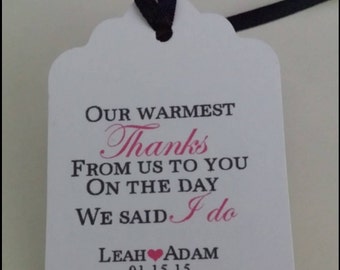 Our warmest
Thanks
From us to you
On the day
We said I do
Leah♥Adam
01.15.15